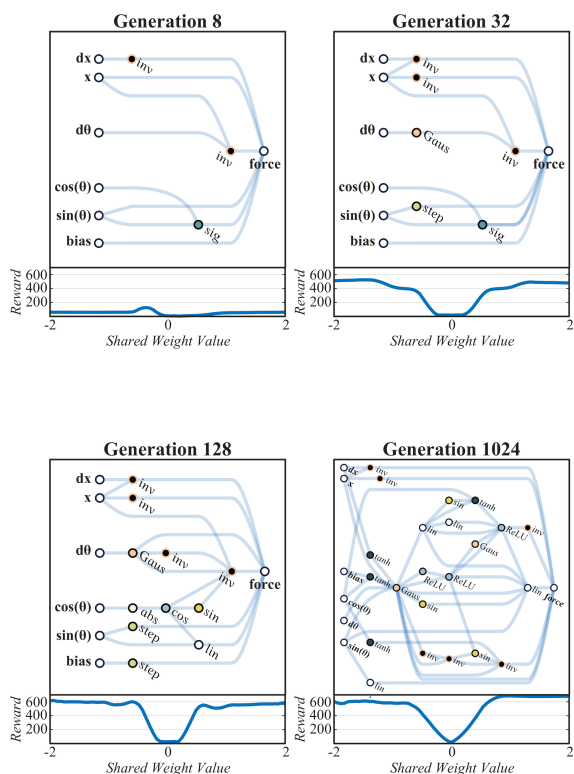 Generation 8
dx
inv
x
dθ
inv
force
cos(θ)
sin(θ)
sig
bias
Reward
600
400
200
-2
0
2
Shared Weight Value
Generation 32
dx
inv
x
inv
dθ
Gaus
inv
force
cos(θ)
sin(θ)
step
sig
bias
Reward
600
400
200
-2
0
2
Shared Weight Value
Generation 128
dx
inv
x
inv
dθ
Gaus
inv
inv
force
cos(θ)
abs
cos
sin
sin(θ)
step
lin
bias
step
Reward
600
400
200
-2
0
2
Shared Weight Value
Generation 1024
dx
inv
x
inv
sin
tanh
lin
lin
ReLU
inv
tanh
Gaus
bias
tanh
Gaus
ReLU
ReLU
lin
force
cos(θ)
sin
dθ
sin(θ)
tanh
inv
inv
sin
inv
lin
Reward
600
400
200
-2
0
2
Shared Weight Value